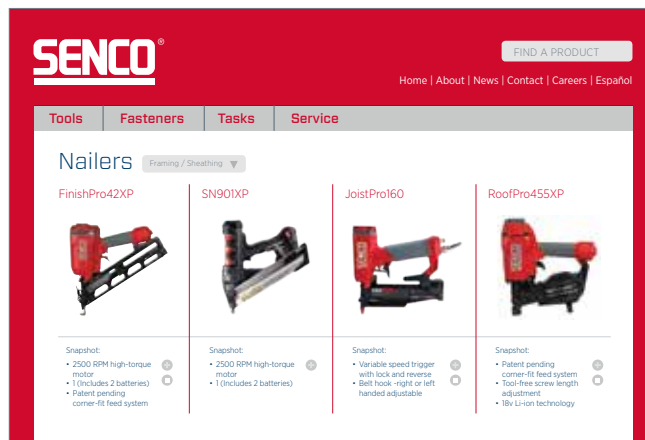 SENCO®
FIND A PRODUCT
Home | About | News | Contact | Careers | Español
Tools Fasteners Tasks Service
Nailers Framing / Sheathing
FinishPro42XP SN901XP JoistPro160 RoofPro455XP
Snapshot:
• 2500 RPM high-torque
motor
• 1 (Includes 2 batteries)
• Patent pending
corner-fit feed system
Snapshot:
• 2500 RPM high-torque
motor
• 1 (Includes 2 batteries)
Snapshot:
• Variable speed trigger
with lock and reverse
• Belt hook -right or left
handed adjustable
Snapshot:
• Patent pending
corner-fit feed system
• Tool-free screw length
adjustment
• 18v Li-ion technology